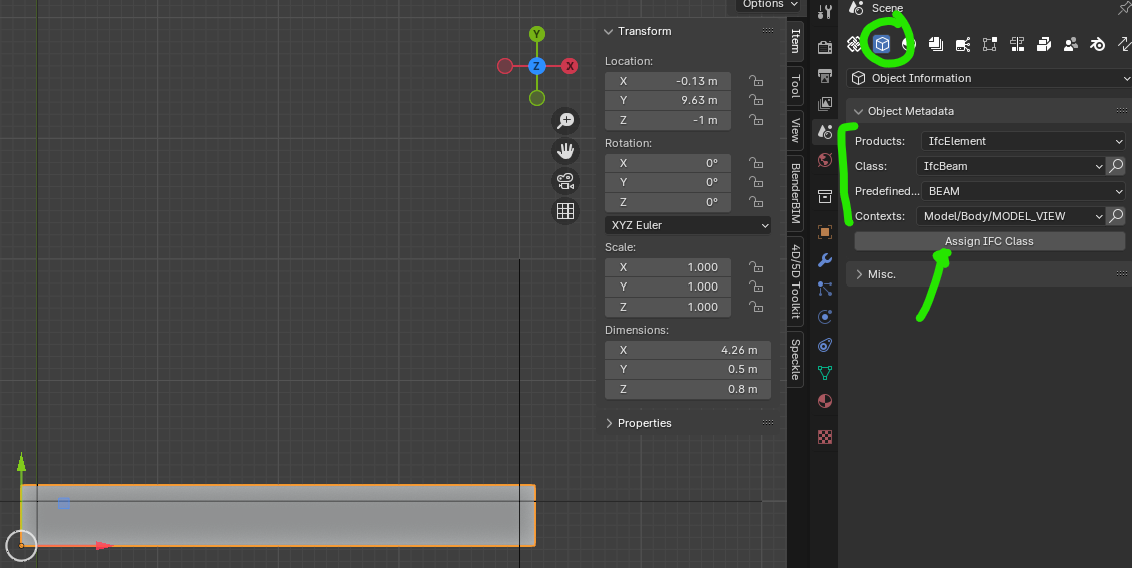 Options
Scene
Transform
Location:
X -0.13 m
Y 9.63 m
Z -1 m
Rotation:
X 0°
Y 0°
Z 0°
XYZ Euler
Scale:
X 1.000
Y 1.000
Z 1.000
Dimensions:
X 4.26 m
Y 0.5 m
Z 0.8 m
Properties
Y
Z
X
Item
Tool
View
BlenderBIM
4D/5D Toolkit
Speckle
Object Information
Object Metadata
Products: IfcElement
Class: IfcBeam
Predefined... BEAM
Contexts: Model/Body/MODEL_VIEW
Assign IFC Class
Misc.